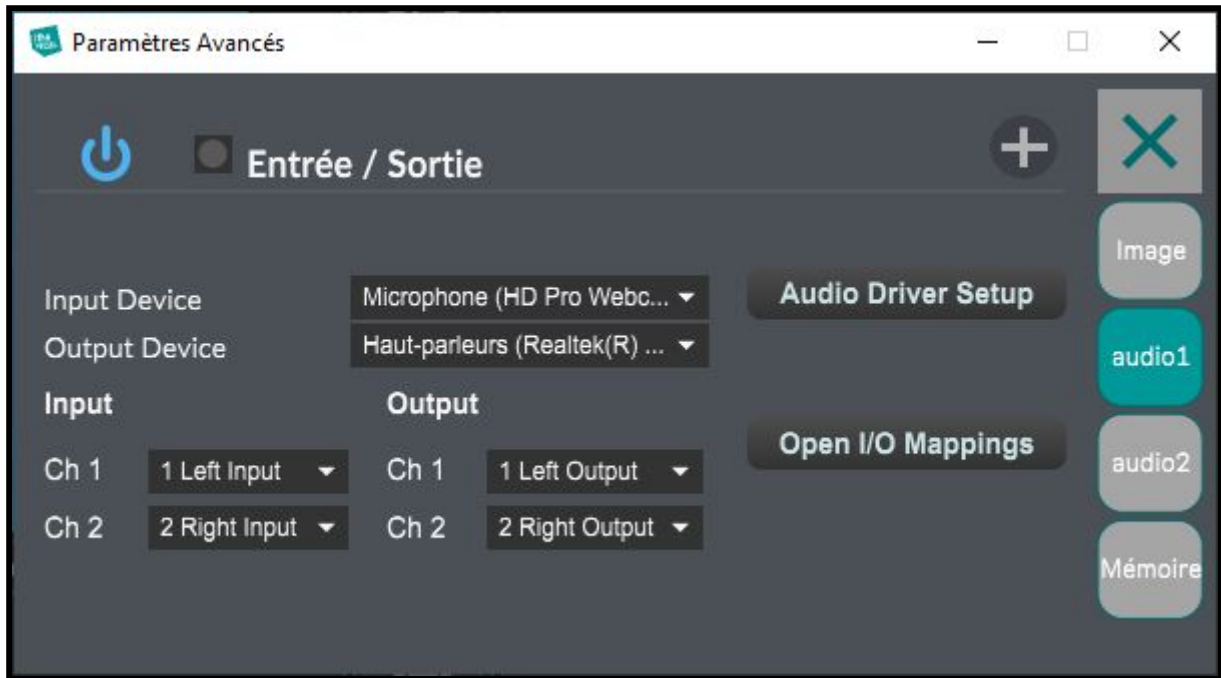 Paramètres Avancés
Entrée / Sortie
Image
Input Device
Microphone (HD Pro Webc...
Audio Driver Setup
Output Device
Haut-parleurs (Realtek(R) ...
audio1
Input
Output
Open I/O Mappings
Ch 1
1 Left Input
Ch 1
1 Left Output
audio2
Ch 2
2 Right Input
Ch 2
2 Right Output
Mémoire